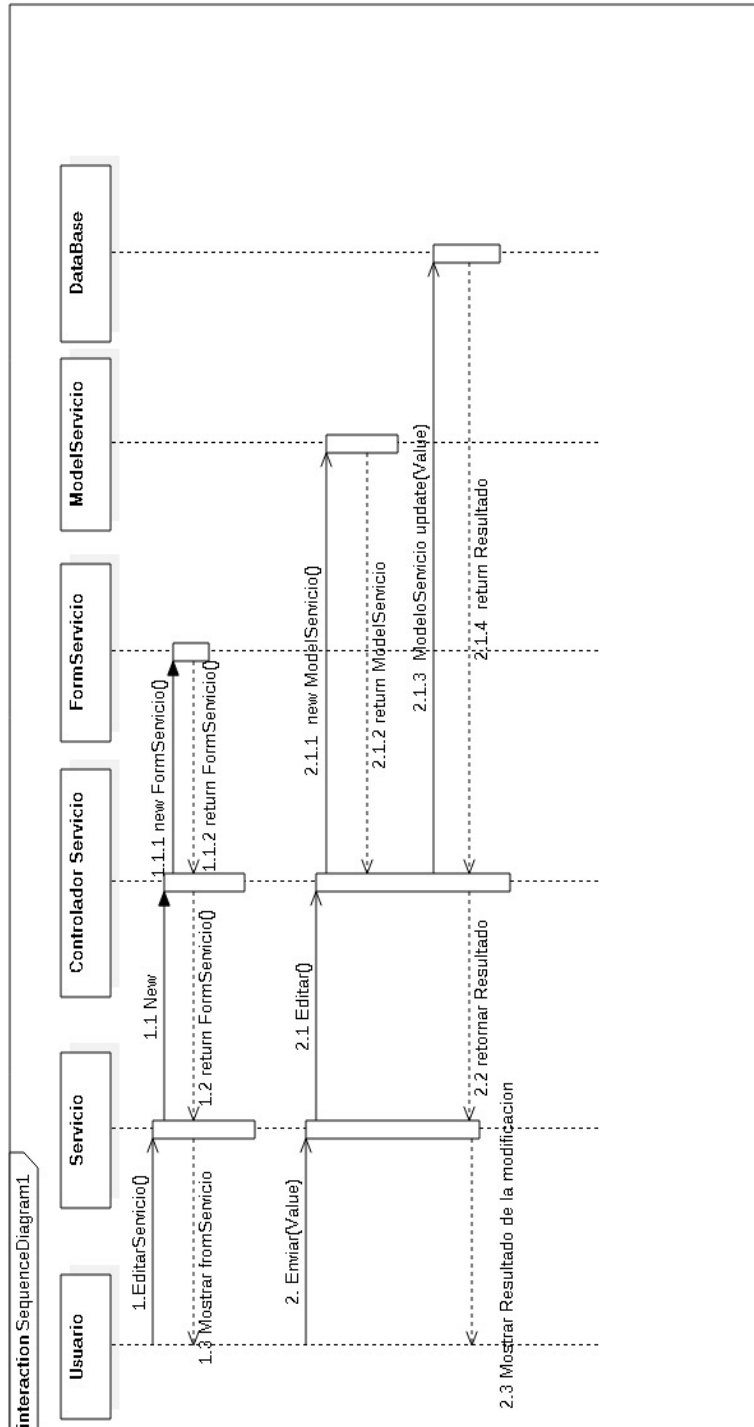 interaction SequenceDiagram1
Usuario
Servicio
Controlador Servicio
FormServicio
ModelServicio
DataBase
1.EditarServicio()
1.1 New
1.1.1 new FormServicio()
1.1.2 return FormServicio()
1.2 return FormServicio()
1.3 Mostrar fromServicio
2. Enviar(Value)
2.1 Editar()
2.1.1 new ModelServicio()
2.1.2 return ModelServicio
2.1.3 ModeloServicio update(Value)
2.1.4 return Resultado
2.2 retornar Resultado
2.3 Mostrar Resultado de la modificacion